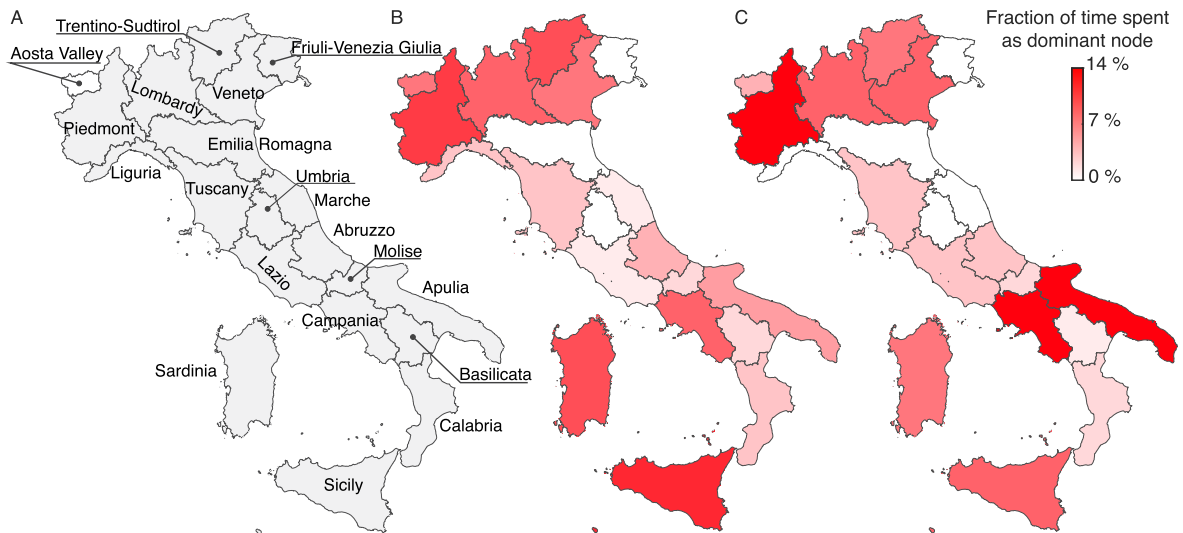 A
B
C
Trentino-Sudtirol
Aosta Valley
Friuli-Venezia Giulia
Fraction of time spent
as dominant node
14 %
7 %
0 %
Lombardy
Veneto
Piedmont
Emilia Romagna
Liguria
Tuscany
Umbria
Marche
Abruzzo
Molise
Lazio
Apulia
Campania
Sardinia
Basilicata
Calabria
Sicily